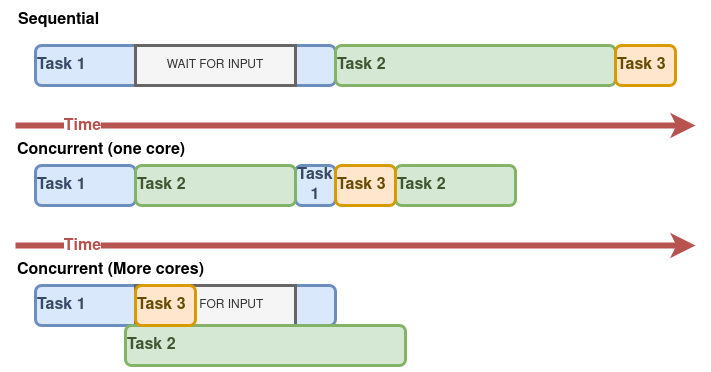 Sequential
Task 1 WAIT FOR INPUT Task 2 Task 3
Time
Concurrent (one core)
Task 1 Task 2 Task 1 Task 3 Task 2
Time
Concurrent (More cores)
Task 1 Task 3 FOR INPUT
Task 2